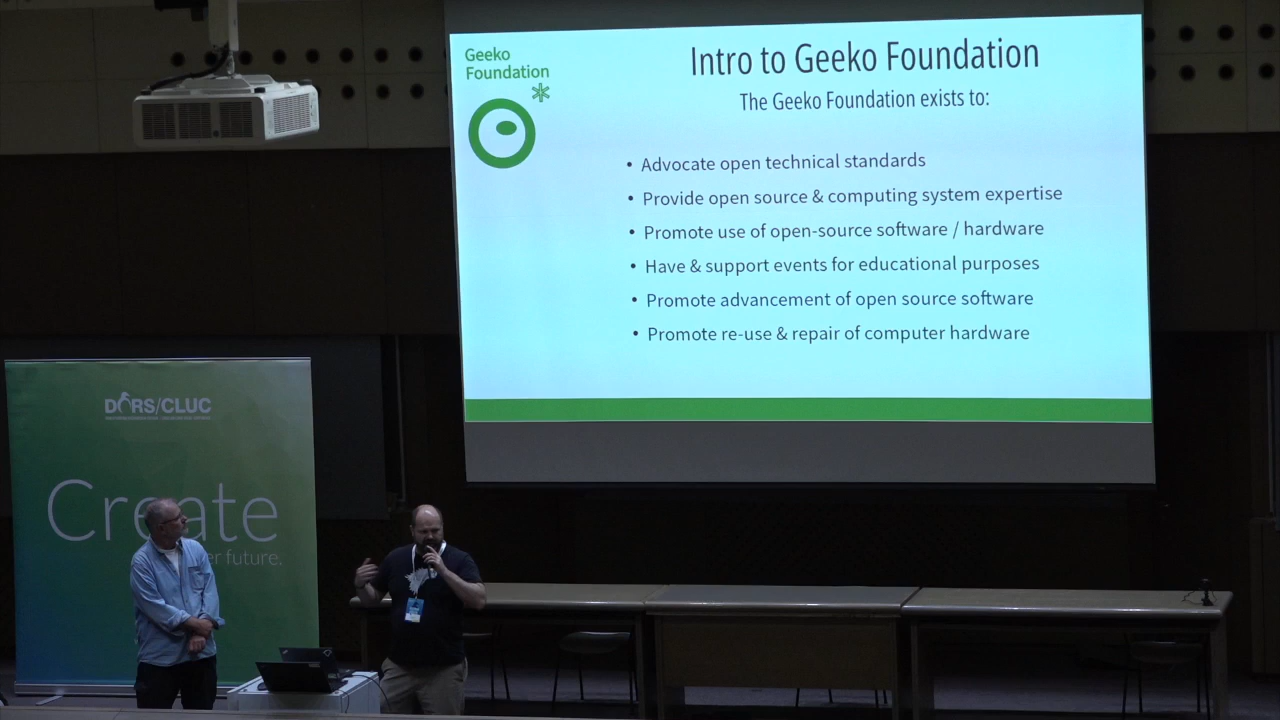 Geeko
Foundation
Intro to Geeko Foundation
The Geeko Foundation exists to:
• Advocate open technical standards
• Provide open source & computing system expertise
• Promote use of open-source software / hardware
• Have & support events for educational purposes
• Promote advancement of open source software
• Promote re-use & repair of computer hardware
DORS/CLUC
Create
er future.